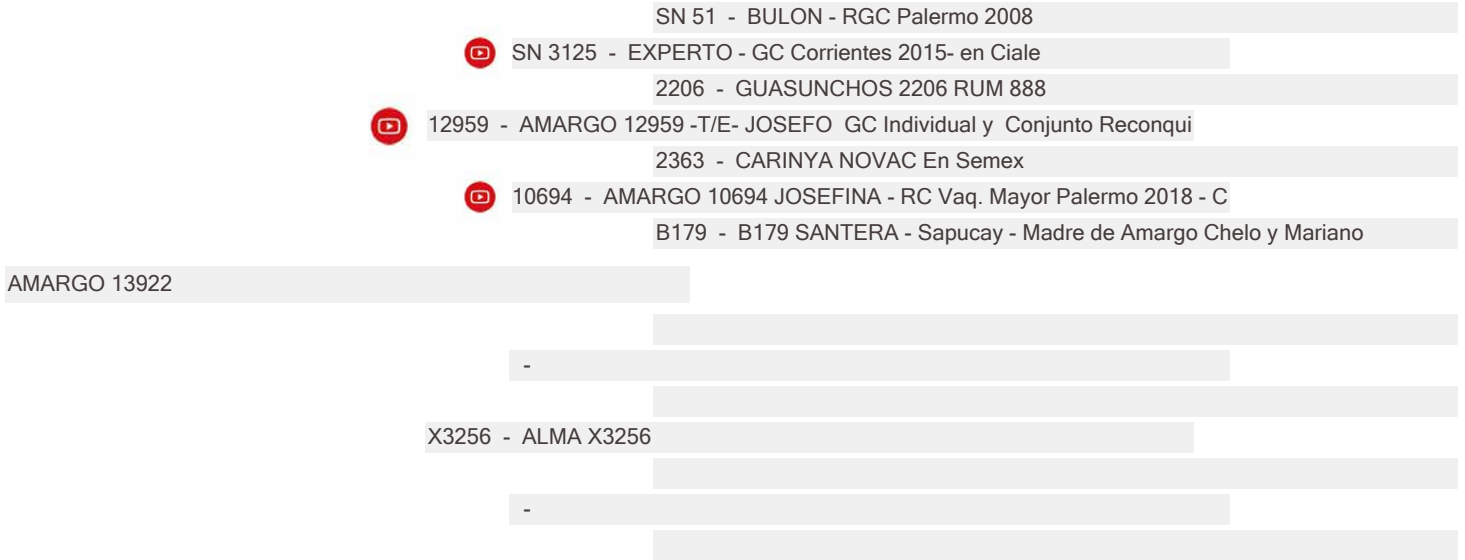 SN 51 - BULON - RGC Palermo 2008
SN 3125 - EXPERTO - GC Corrientes 2015- en Ciale
2206 - GUASUNCHOS 2206 RUM 888
12959 - AMARGO 12959 -T/E- JOSEFO GC Individual y Conjunto Reconqui
2363 - CARINYA NOVAC En Semex
10694 - AMARGO 10694 JOSEFINA - RC Vaq. Mayor Palermo 2018 - C
B179 - B179 SANTERA - Sapucay - Madre de Amargo Chelo y Mariano
AMARGO 13922
-
X3256 - ALMA X3256
-